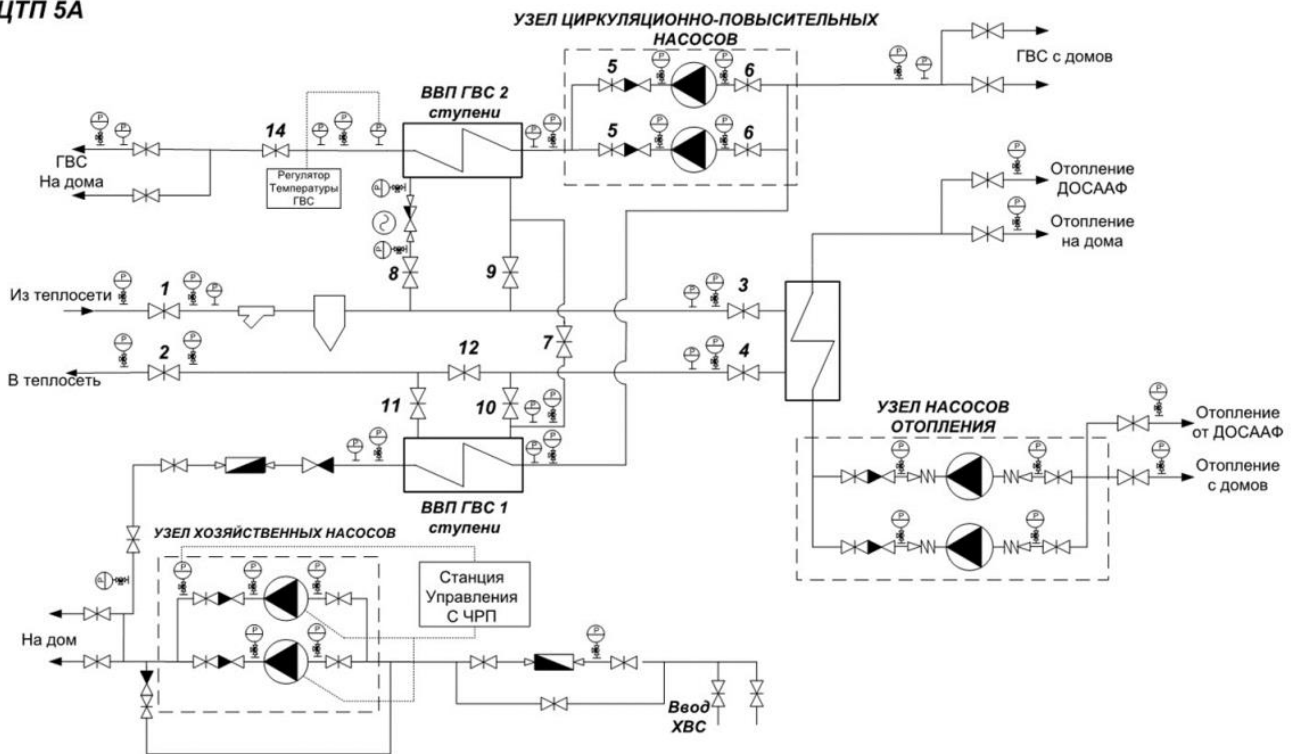 ЦТП 5А
УЗЕЛ ЦИРКУЛЯЦИОННО-ПОВЫСИТЕЛЬНЫХ
НАСОСОВ
P
P
P
P
P
P
5
6
ГВС с домов
ВВП ГВС 2
ступени
P
P
14
P
P
P
P
P
P
P
5
6
ГВС
На дома
Регулятор
Температуры
ГВС
P
Отопление
ДОСААФ
P
P
Отопление
на дома
P
8
9
Из теплосети
P
1
P
P
P
P
3
7
В теплосеть
P
2
P
12
P
P
4
11
10
P
P
УЗЕЛ НАСОСОВ
ОТОПЛЕНИЯ
P
Отопление
от ДОСААФ
P
P
P
P
P
P
P
Отопление
с домов
ВВП ГВС 1
ступени
P
P
УЗЕЛ ХОЗЯЙСТВЕННЫХ НАСОСОВ
P
P
P
P
Станция
Управления
С ЧРП
На дом
P
P
P
Ввод
ХВС